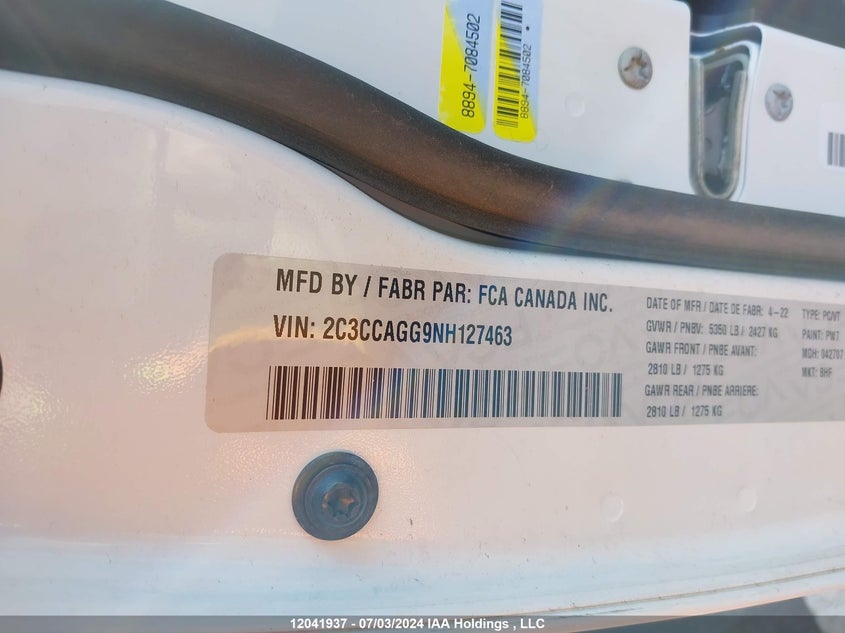 8894-7084502
8894-7084502
MFD BY / FABR PAR: FCA CANADA INC.
VIN: 2C3CCAGG9NH127463
DATE OF MFR / DATE DE FABR: 4-22
GVWR / PNBV: 5350 LB / 2427 KG
GAWR FRONT / PNBE AVANT:
2810 LB / 1275 KG
GAWR REAR / PNBE ARRIERE:
2810 LB / 1275 KG
TYPE: PC/VT
PAINT: PW7
MDH: 042707
MKT: BHF
12041937 - 07/03/2024 IAA Holdings , LLC